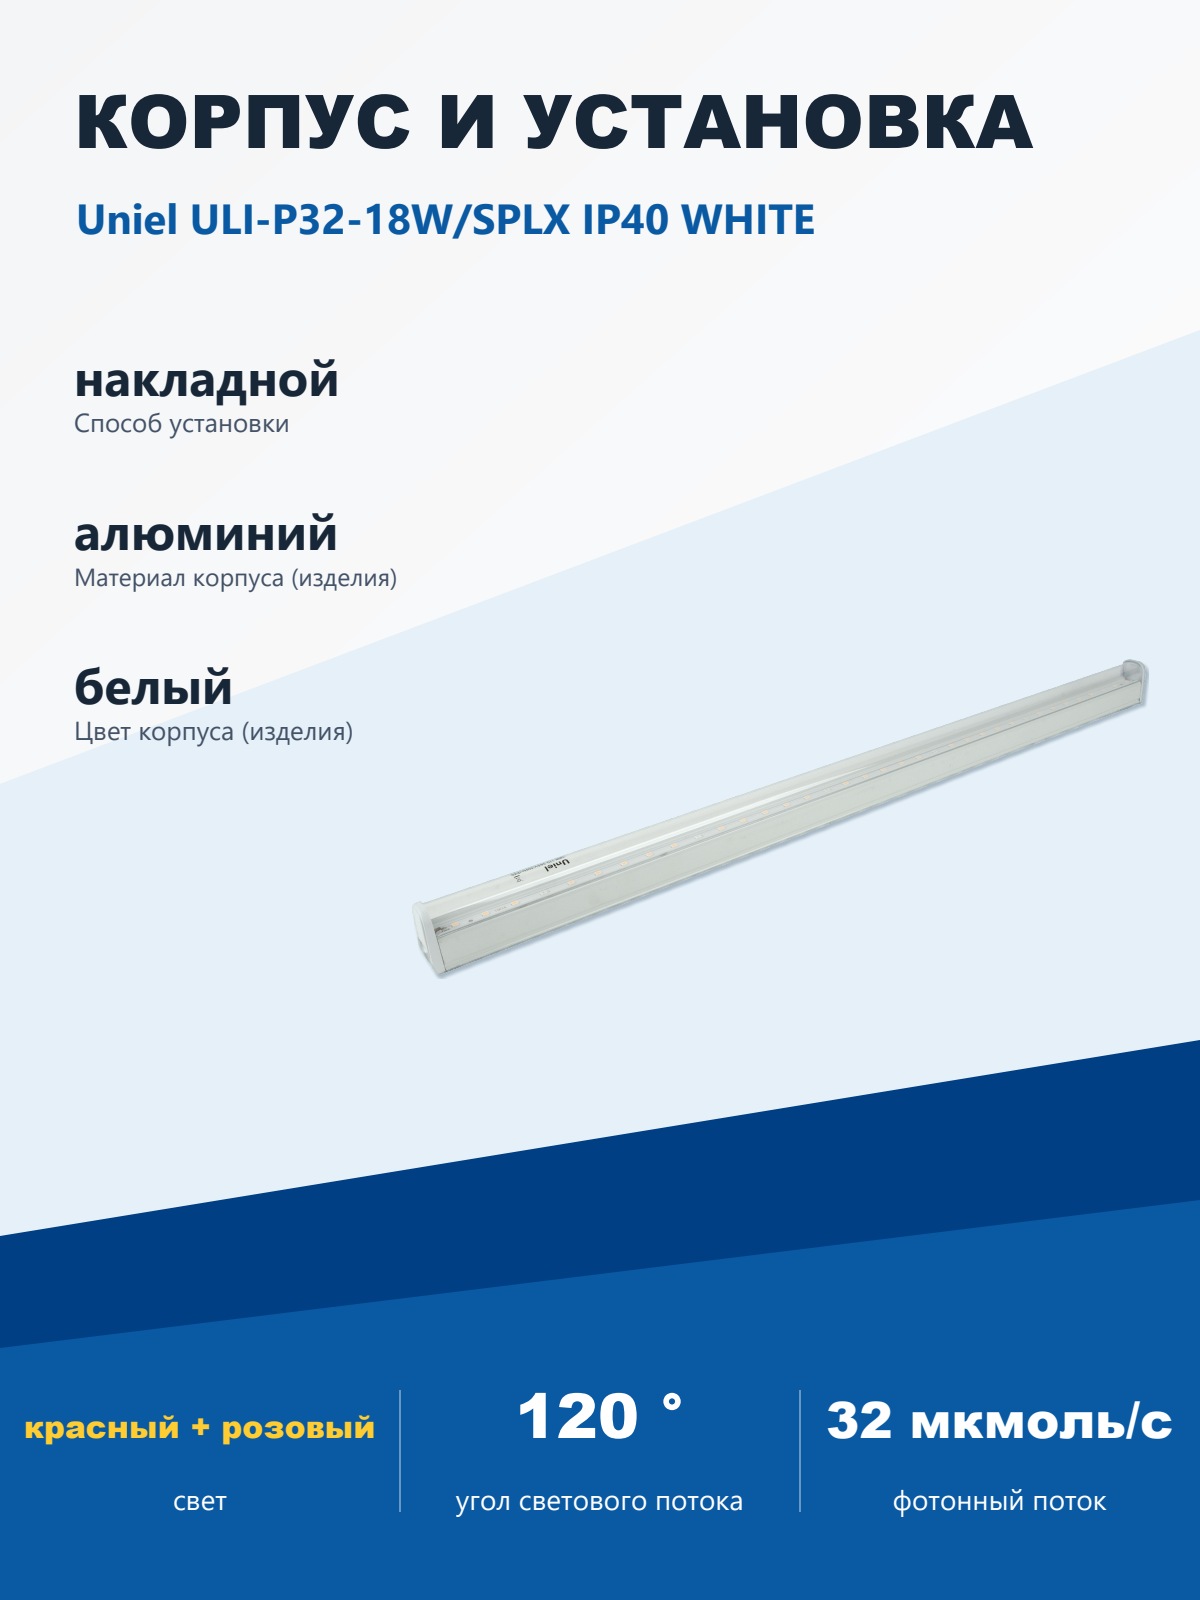 КОРПУС И УСТАНОВКА
Uniel ULI-P32-18W/SPLX IP40 WHITE
накладной
Способ установки
алюминий
Материал корпуса (изделия)
белый
Цвет корпуса (изделия)
Uniel
красный + розовый
свет
120 °
угол светового потока
32 мкмоль/с
фотонный поток